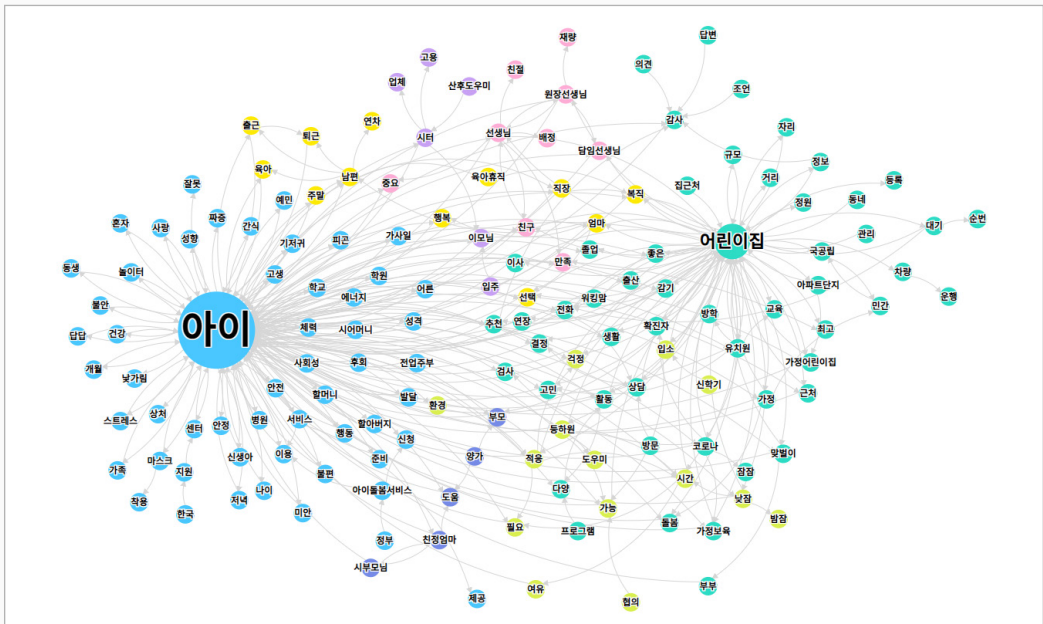 재량
답변
고용
의견
친절
업체
산후도우미
조언
원장선생님
연차
감사
출근
퇴근
시터
선생님
배정
자리
담임선생님
규모
정보
육아
남편
중요
육아휴직
직장
복직
집근처
거리
등록
잘못
예민
주말
정원
동네
혼자
사랑
짜증
간식
행복
친구
엄마
대기
순번
성향
기저귀
피곤
가사일
이모님
어린이집
관리
졸업
좋은
국공립
동생
놀이터
고생
학원
이사
만족
차량
학교
에너지
어른
입주
선택
워킹맘
출산
감기
아파트단지
운행
불안
전화
방학
교육
민간
아이
체력
시어머니
성격
추천
연장
확진자
최고
답답
건강
결정
생활
입소
유치원
개월
낯가림
사회성
후회
전업주부
검사
걱정
가정어린이집
안전
할머니
발달
환경
고민
활동
상담
신학기
가정
근처
스트레스
상처
센터
안정
병원
서비스
행동
할아버지
신청
부모
등하원
방문
코로나
맞벌이
가족
마스크
지원
신생아
이용
불편
준비
양가
적응
도우미
시간
잠잠
착용
한국
저녁
나이
미안
아이돌봄서비스
도움
다양
가능
낮잠
밤잠
정부
친정엄마
필요
프로그램
돌봄
가정보육
시부모님
제공
여유
협의
부부